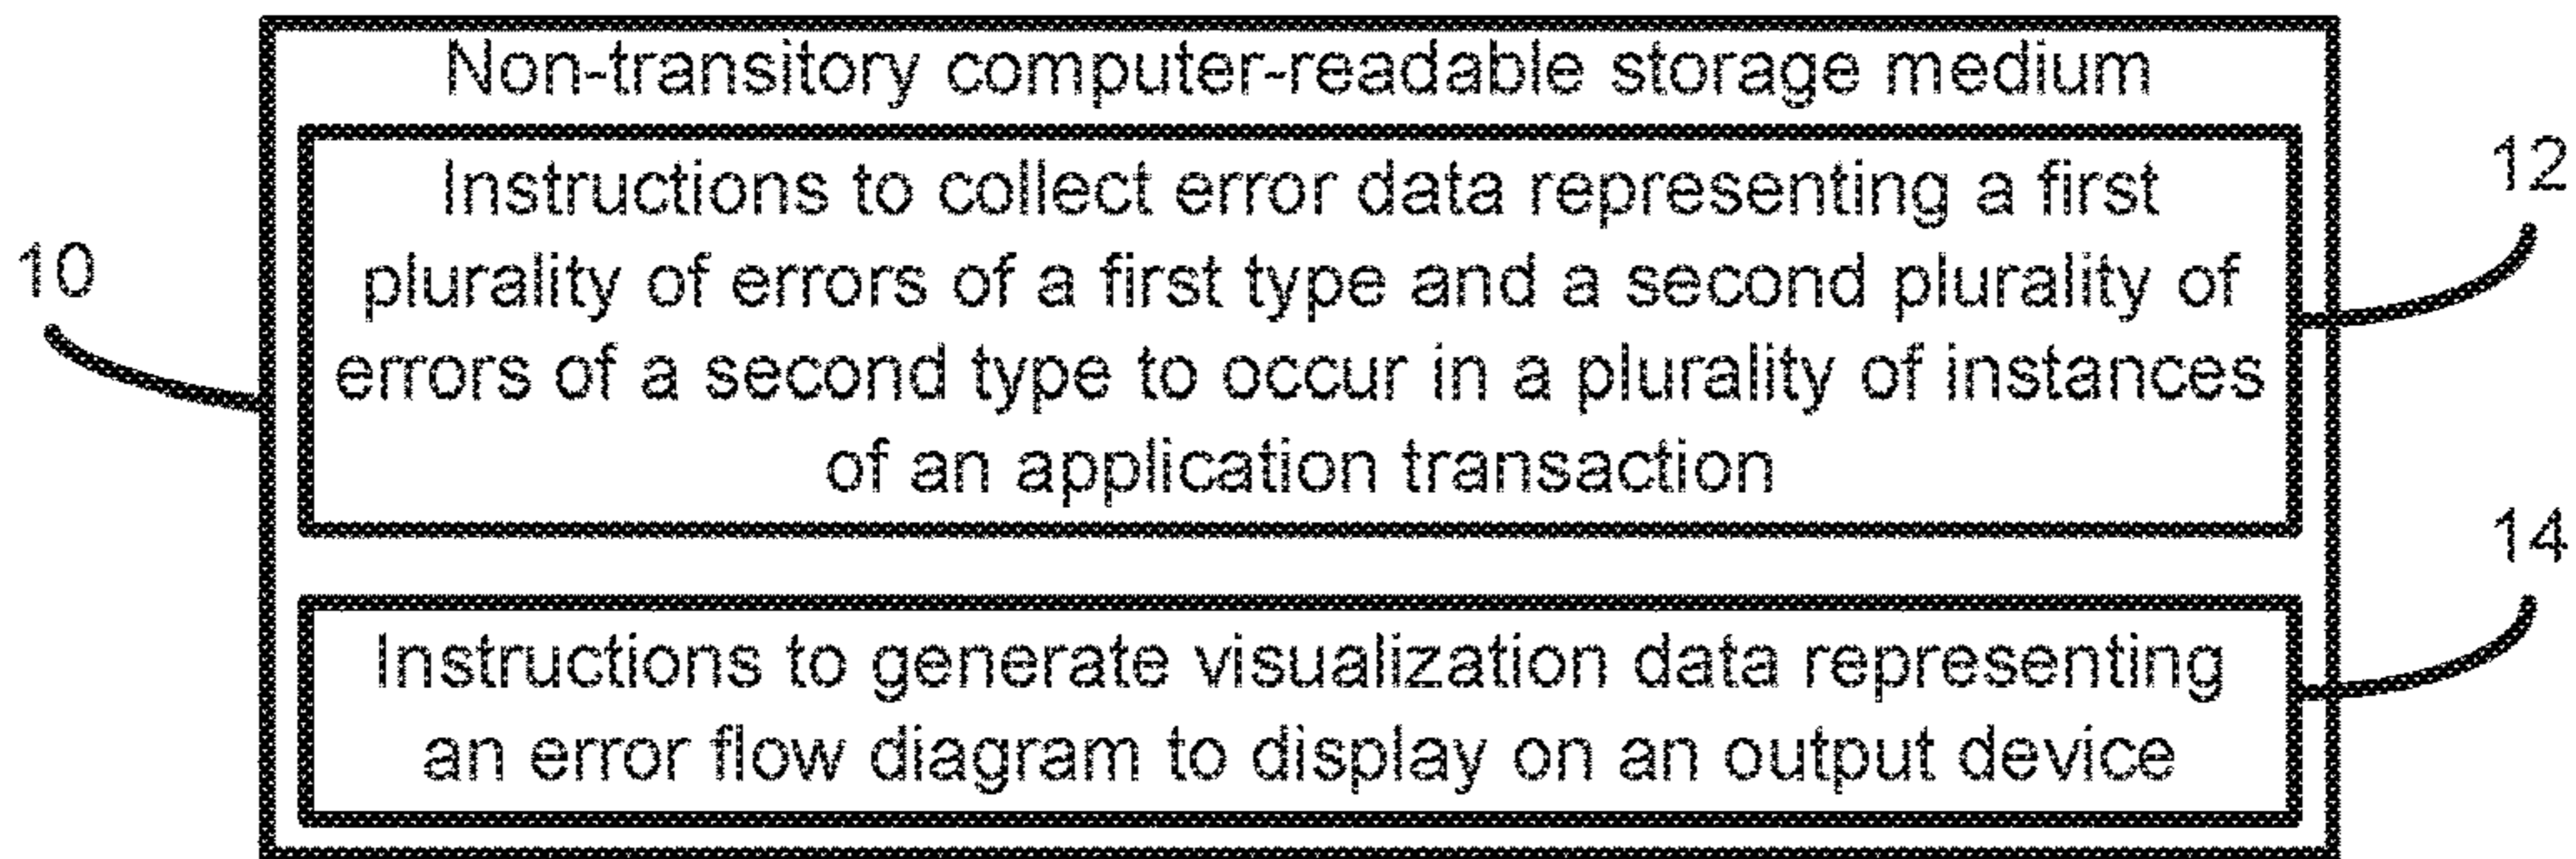 Non-transitory computer-readable storage medium
Instructions to collect error data representing a first
plurality of errors of a first type and a second plurality of
errors of a second type to occur in a plurality of instances
of an application transaction
12
10
Instructions to generate visualization data representing
an error flow diagram to display on an output device
14